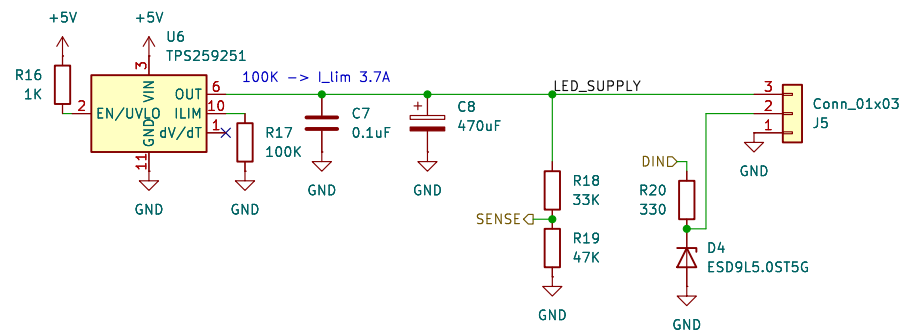 +5V
+5V
U6
TPS259251
R16
1K
3
VIN
100K -> I_lim 3.7A
OUT
6
2
EN/UVLO
ILIM
10
GND
dV/dT
1
11
R17
100K
GND
GND
C7
0.1uF
GND
C8
470uF
GND
+
LED_SUPPLY
3
2
1
Conn_01x03
J5
GND
R18
33K
SENSE
R19
47K
GND
DIN
R20
330
D4
ESD9L5.0ST5G
GND